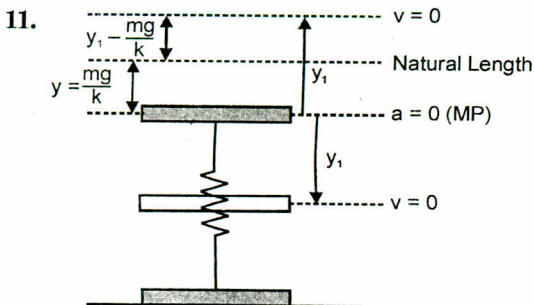 11.
v = 0
y₁ − mg/k
Natural Length
y = mg/k
y₁
a = 0 (MP)
y₁
v = 0